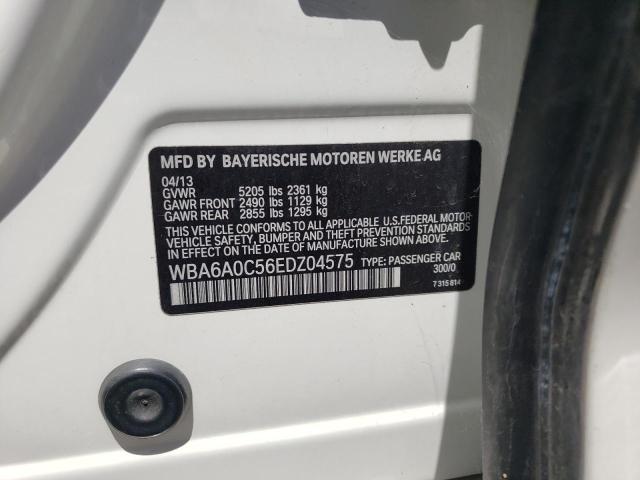 MFD BY BAYERISCHE MOTOREN WERKE AG
04/13
GVWR 5205 lbs 2361 kg
GAWR FRONT 2490 lbs 1129 kg
GAWR REAR 2855 lbs 1295 kg
THIS VEHICLE CONFORMS TO ALL APPLICABLE U.S.FEDERAL MOTOR-
VEHICLE SAFETY, BUMPER, AND THEFT PREVENTION STANDARDS
IN EFFECT ON THE DATE OF MANUFACTURE SHOWN ABOVE.
WBA6A0C56EDZ04575 TYPE: PASSENGER CAR
300/0
7 315 814